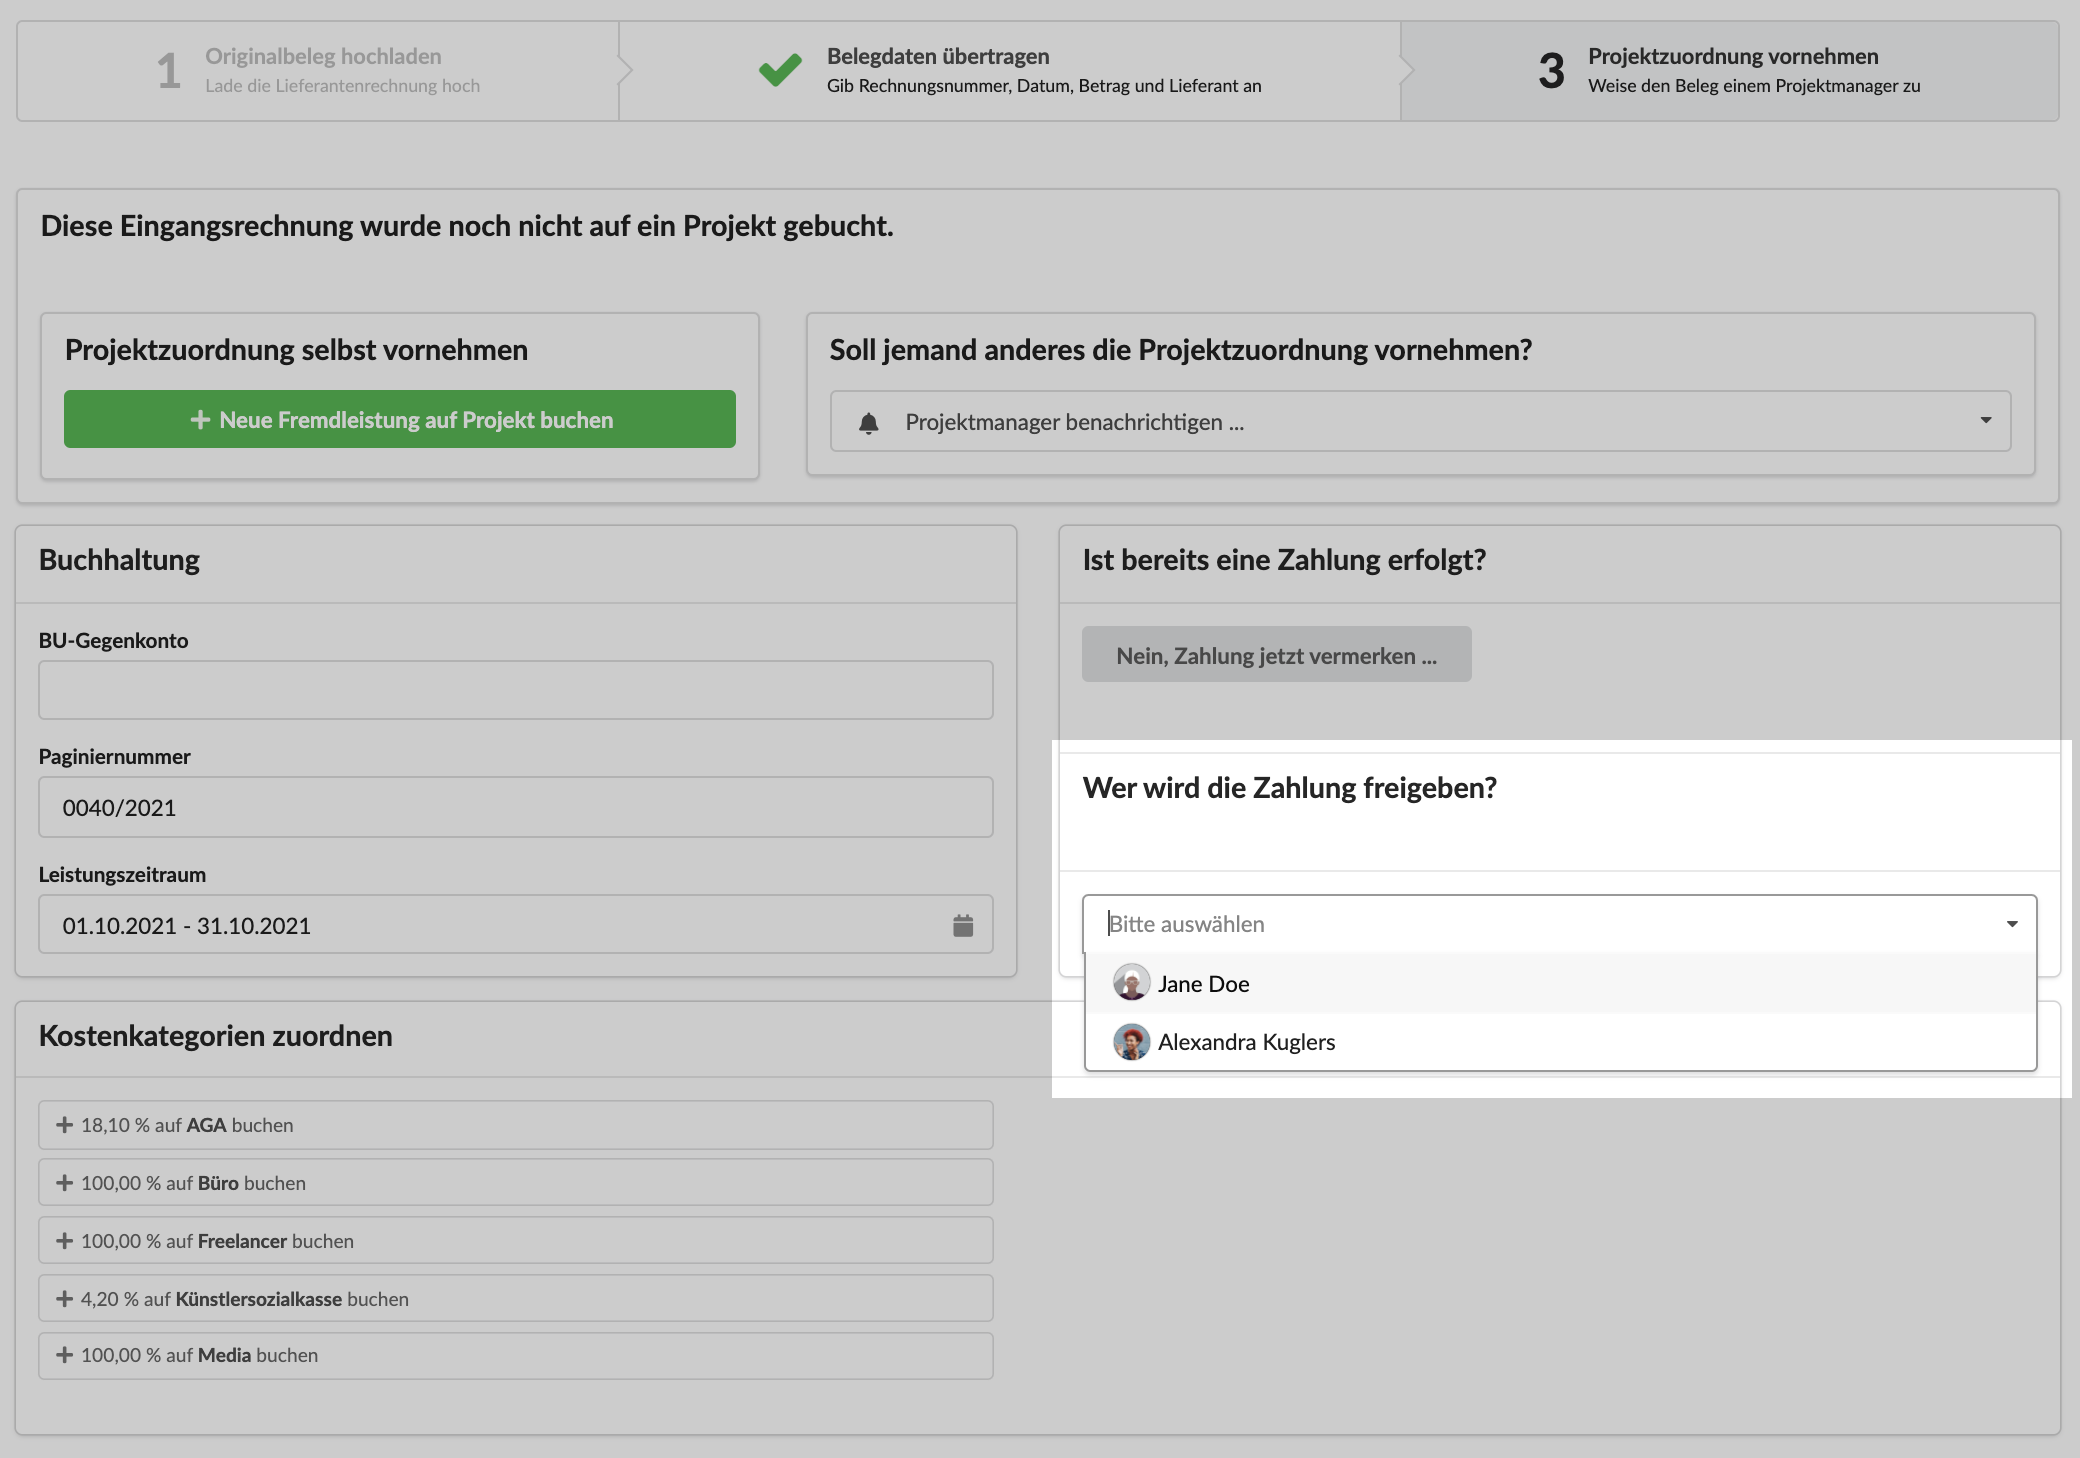 1
Originalbeleg hochladen
Lade die Lieferantenrechnung hoch
Belegdaten übertragen
Gib Rechnungsnummer, Datum, Betrag und Lieferant an
3
Projektzuordnung vornehmen
Weise den Beleg einem Projektmanager zu
Diese Eingangsrechnung wurde noch nicht auf ein Projekt gebucht.
Projektzuordnung selbst vornehmen
+ Neue Fremdleistung auf Projekt buchen
Soll jemand anderes die Projektzuordnung vornehmen?
Projektmanager benachrichtigen ...
Buchhaltung
BU-Gegenkonto
Paginiernummer
0040/2021
Leistungszeitraum
01.10.2021 - 31.10.2021
Ist bereits eine Zahlung erfolgt?
Nein, Zahlung jetzt vermerken ...
Wer wird die Zahlung freigeben?
Bitte auswählen
Jane Doe
Alexandra Kuglers
Kostenkategorien zuordnen
+ 18,10 % auf AGA buchen
+ 100,00 % auf Büro buchen
+ 100,00 % auf Freelancer buchen
+ 4,20 % auf Künstlersozialkasse buchen
+ 100,00 % auf Media buchen